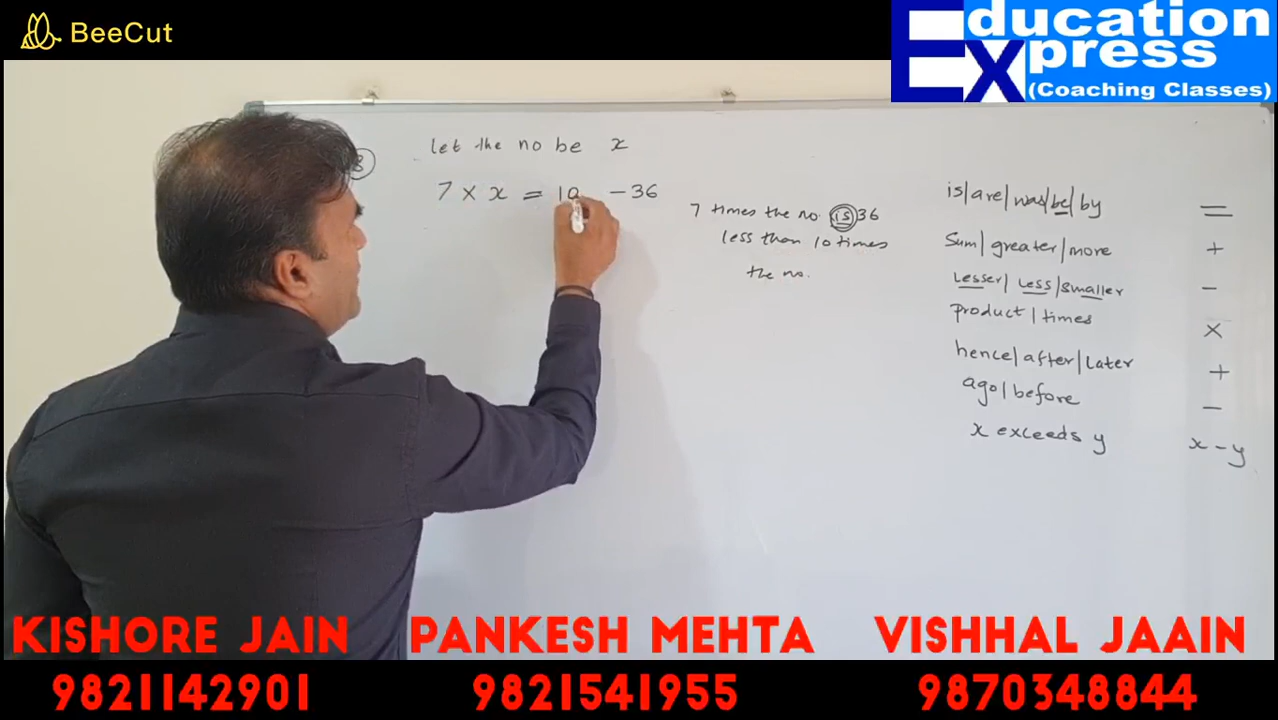 BeeCut
Education
Express
(Coaching Classes)
8
let the no be x
7 × x = 10 - 36
7 times the no. is 36
less than 10 times
the no.
is/are/was/be/by =
Sum/greater/more +
Lesser/less/smaller -
product/times ×
hence/after/later +
ago/before -
x exceeds y x - y
KISHORE JAIN PANKESH MEHTA VISHHAL JAAIN
9821142901 9821541955 9870348844